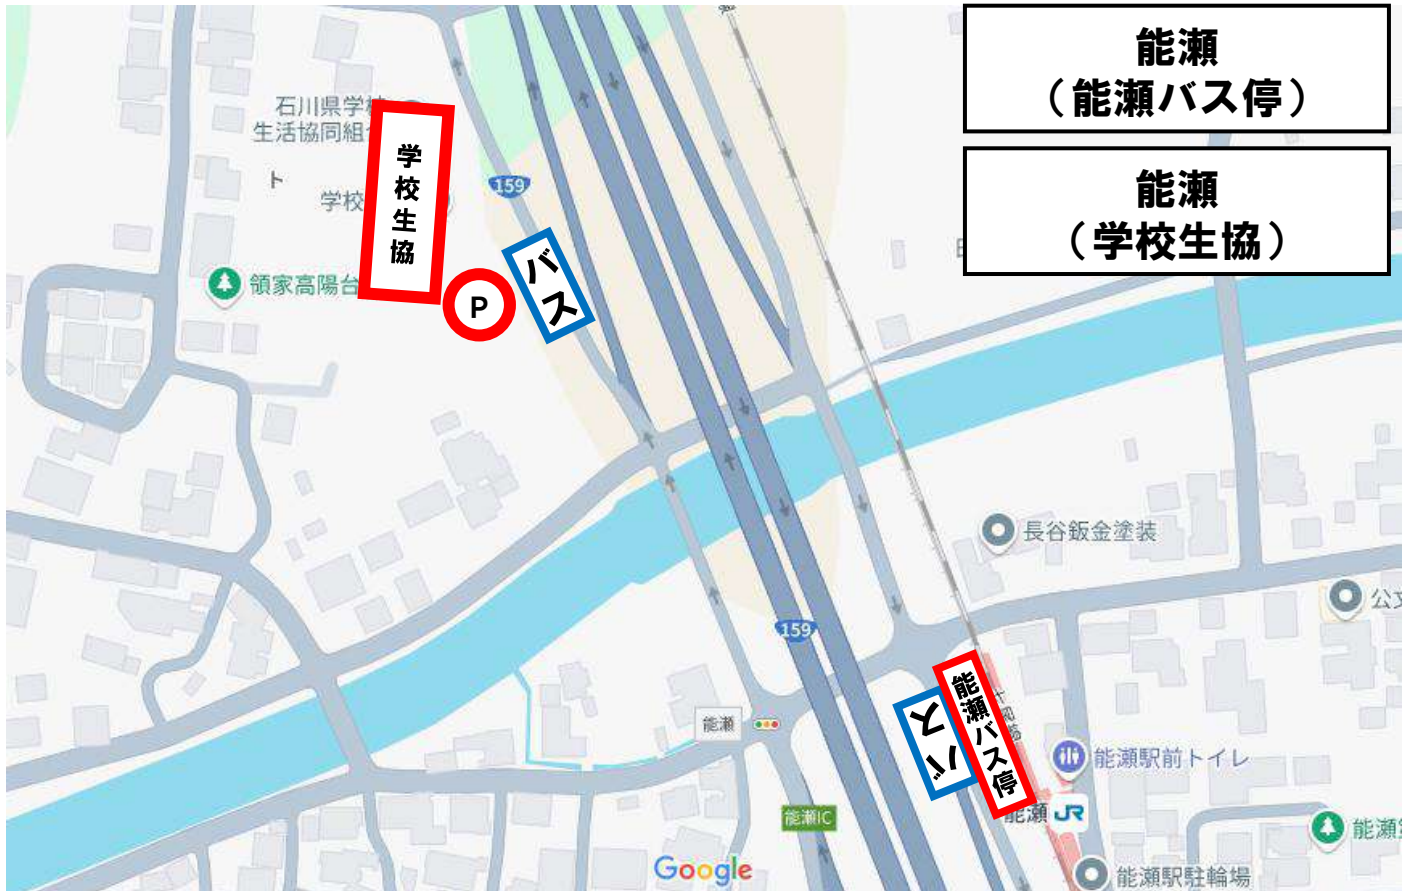 能瀬
（能瀬バス停）
能瀬
（学校生協）
石川県学校
生活協同組合
学校生協
ト
学校
159
バス
領家高陽台
P
長谷鈑金塗装
公文
159
能瀬
能瀬バス停
バス
能瀬駅前トイレ
能瀬IC
能瀬 JR
能瀬
Google
能瀬駅駐輪場